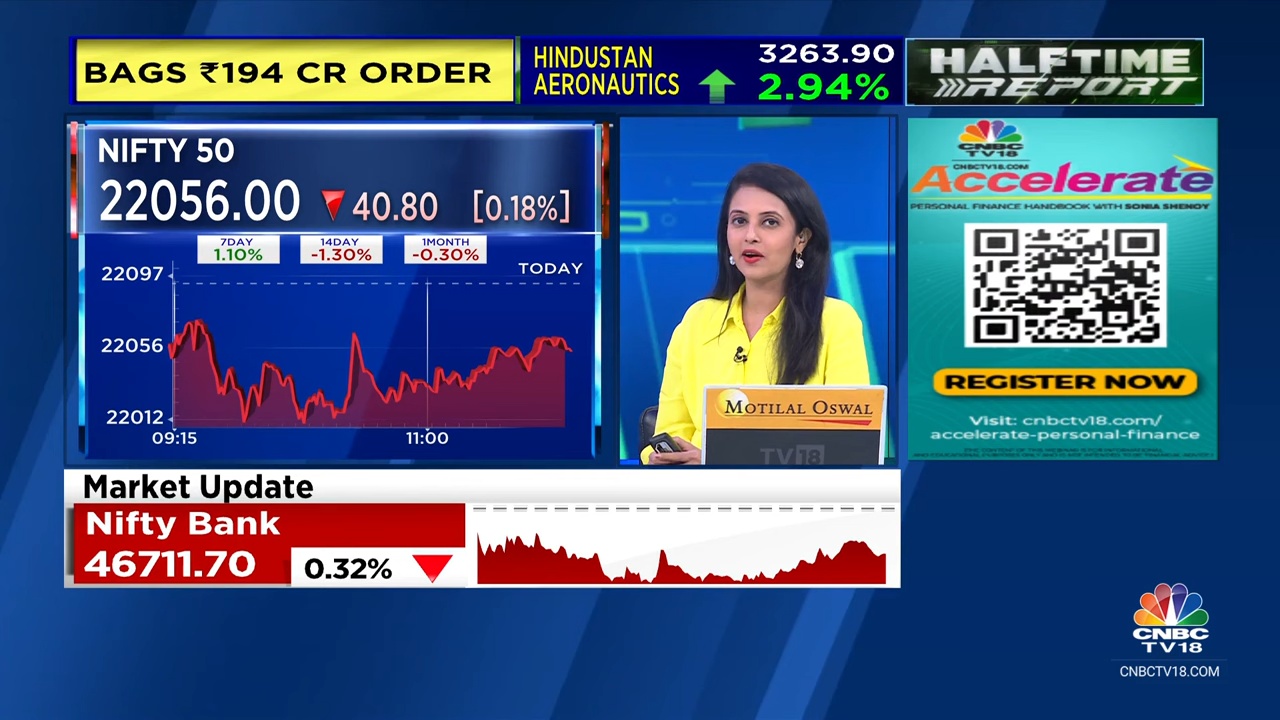 BAGS ₹194 CR ORDER
HINDUSTAN
AERONAUTICS
3263.90
2.94%
HALFTIME
REPORT
NIFTY 50
22056.00 40.80 [0.18%]
7DAY
1.10%
14DAY
-1.30%
1MONTH
-0.30%
TODAY
22097
22056
22012
09:15
11:00
MOTILAL OSWAL
TV18
CNBC
TV18
CNBCTV18.COM
Accelerate
PERSONAL FINANCE HANDBOOK WITH SONIA SHENOY
REGISTER NOW
Visit: cnbctv18.com/
accelerate-personal-finance
Market Update
Nifty Bank
46711.70
0.32%
CNBC
TV18
CNBCTV18.COM